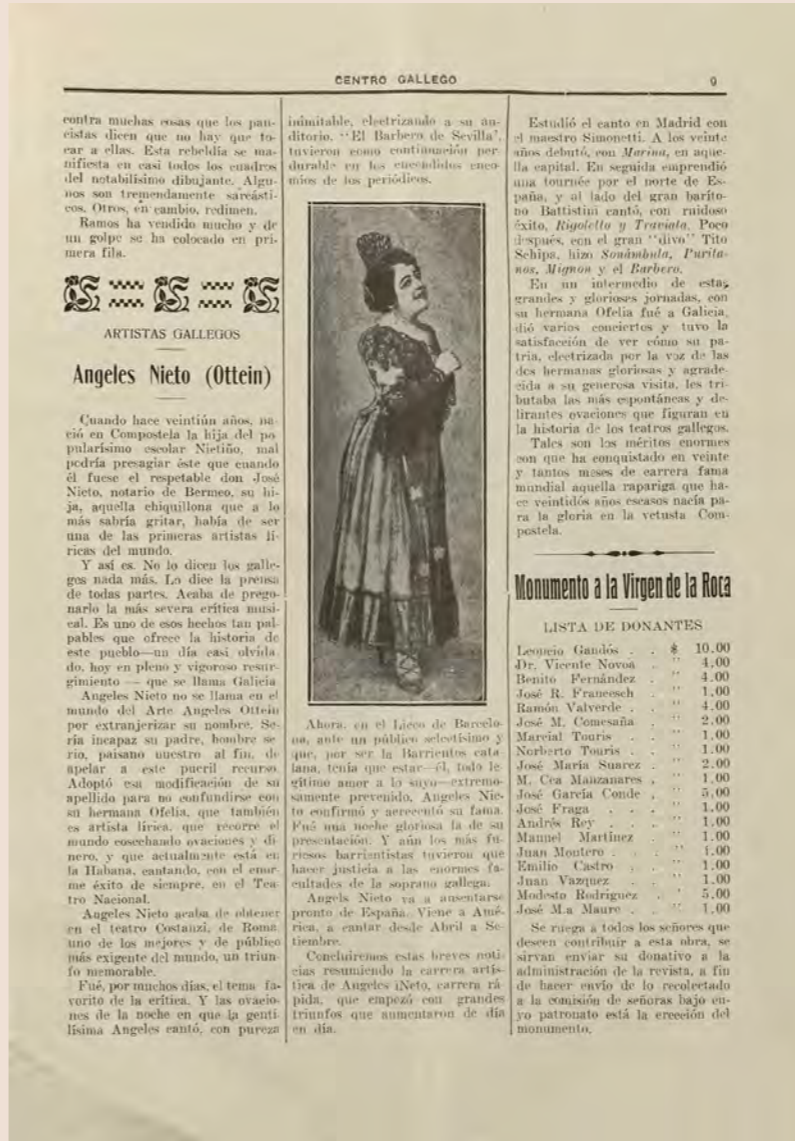 CENTRO GALLEGO
9
contra muchas cosas que los pan-
cistas dicen que no hay que to-
car a ellas. Esta rebeldía se ma-
nifiesta en casi todos los cuadros
del notabilísimo dibujante. Algu-
nos son tremendamente sarcásti-
cos. Otros, en cambio, redimen.
Ramos ha vendido mucho y de
un golpe se ha colocado en pri-
mera fila.
ARTISTAS GALLEGOS
Angeles Nieto (Ottein)
Cuando hace veintiún años, na-
ció en Compostela la hija del po
pularísimo escolar Nietiño, mal
podría presagiar éste que cuando
él fuese el respetable don José
Nieto, notario de Bermeo, su hi-
ja, aquella chiquillona que a lo
más sabría gritar, había de ser
una de las primeras artistas lí-
ricas del mundo.
Y así es. No lo dicen los galle-
gos nada más. Lo dice la prensa
de todas partes. Acaba de prego-
narlo la más severa crítica musi-
cal. Es uno de esos hechos tan pal-
pables que ofrece la historia de
este pueblo—un día casi olvida
do, hoy en pleno y vigoroso resur-
gimiento — que se llama Galicia
Angeles Nieto no se llama en el
mundo del Arte Angeles Ottein
por extranjerizar su nombre. Se-
ría incapaz su padre, hombre se
rio, paisano nuestro al fin, de
apelar a este pueril recurso.
Adoptó esa modificación de su
apellido para no confundirse con
su hermana Ofelia, que también
es artista lírica, que recorre el
mundo cosechando ovaciones y di-
nero, y que actualmente está en
la Habana, cantando, con el enor-
me éxito de siempre, en el Tea-
tro Nacional.
Angeles Nieto acaba de obtener
en el teatro Costanzi, de Roma
uno de los mejores y de público
más exigente del mundo, un triun-
fo memorable.
Fué, por muchos días, el tema fa-
vorito de la crítica. Y las ovacio-
nes de la noche en que la genti
lísima Angeles cantó, con pureza
inimitable, electrizando a su au-
ditorio, "El Barbero de Sevilla",
tuvieron como continuación per-
durable en los encendidos enco-
mios de los periódicos.
Ahora, en el Liceo de Barcelo-
na, ante un público selectísimo y
que, por ser la Barrientos cata-
lana, tenía que estar—él, todo le-
gítimo amor a lo suyo—extremo-
samente prevenido, Angeles Nie-
to confirmó y acrecentó su fama.
Fué una noche gloriosa la de su
presentación. Y aún los más fu-
riosos barrientistas tuvieron que
hacer justicia a las enormes fa-
cultades de la soprano gallega.
Angels Nieto va a ausentarse
pronto de España. Viene a Amé-
rica, a cantar desde Abril a Se-
tiembre.
Concluiremos estas breves noti-
cias resumiendo la carrera artís-
tica de Angeles iNeto, carrera rá
pida, que empezó con grandes
triunfos que aumentaron de día
en día.
Estudió el canto en Madrid con
el maestro Simonetti. A los veinte
años debutó, con Marina, en aque-
lla capital. En seguida emprendió
una tournée por el norte de Es-
paña, y al lado del gran baríto-
no Battistini cantó, con ruidoso
éxito, Rigoletto y Traviata. Poco
después, con el gran "divo" Tito
Schipa, hizo Sonámbula, Purita-
nos, Mignon y el Barbero.
En un intermedio de estas
grandes y glorioses jornadas, con
su hermana Ofelia fué a Galicia,
dió varios conciertos y tuvo la
satisfacción de ver cómo su pa-
tria, electrizada por la voz de las
dos hermanas gloriosas y agrade-
cida a su generosa visita, les tri-
butaba las más espontáneas y de-
lirantes ovaciones que figuran en
la historia de los teatros gallegos.
Tales son los méritos enormes
con que ha conquistado en veinte
y tantos meses de carrera fama
mundial aquella rapariga que ha-
ce veintidós años escasos nacía pa-
ra la gloria en la vetusta Com-
postela.
Monumento a la Virgen de la Roca
LISTA DE DONANTES
Leoncio Gandós . . $ 10.00
Dr. Vicente Novoa . " 4.00
Benito Fernández . " 4.00
José R. Francesch . " 1.00
Ramón Valverde . . " 4.00
José M. Comesaña . " 2.00
Marcial Touris . . " 1.00
Norberto Touris . . " 1.00
José María Suarez . " 2.00
M. Cea Manzanares . " 1.00
José García Conde . " 5.00
José Fraga . . . " 1.00
Andrés Rey . . . " 1.00
Manuel Martínez . " 1.00
Juan Montero . . . " 1.00
Emilio Castro . . " 1.00
Juan Vazquez . . " 1.00
Modesto Rodríguez . ' 5.00
José M.a Maure . . " 1.00
Se ruega a todos los señores que
deseen contribuir a esta obra, se
sirvan enviar su donativo a la
administración de la revista, a fin
de hacer envío de lo recolectado
a la comisión de señoras bajo cu-
yo patronato está la erección del
monumento.